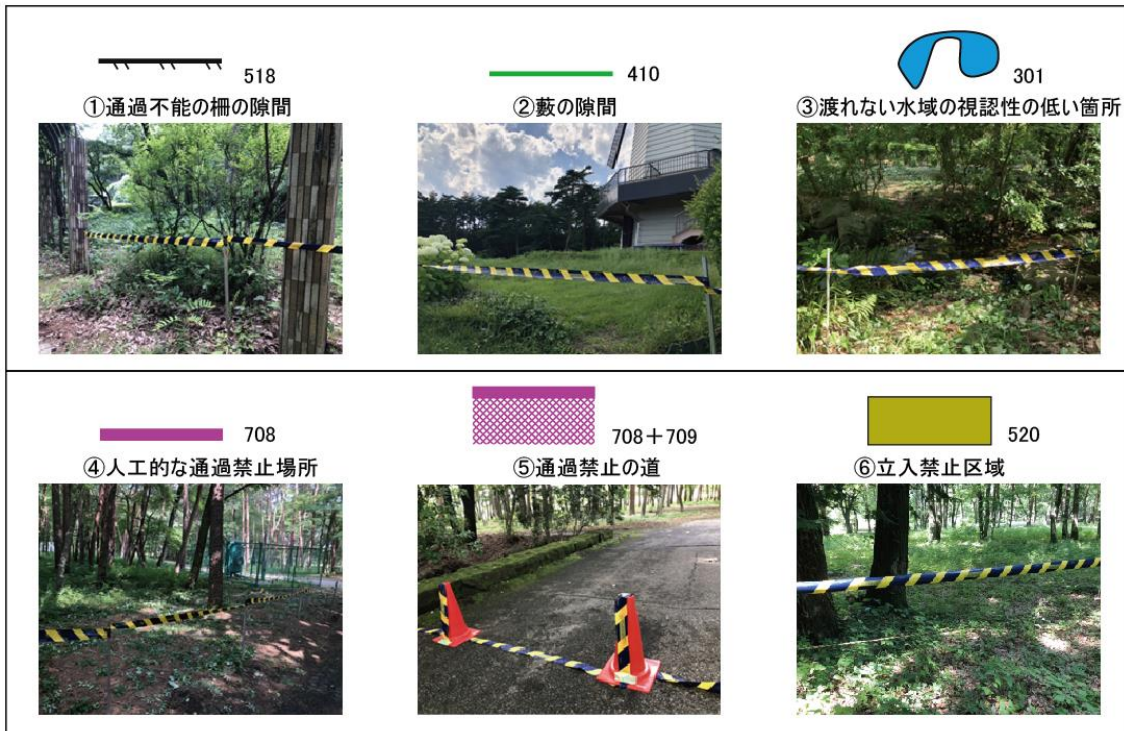 518
①通過不能の柵の隙間
410
②藪の隙間
301
③渡れない水域の視認性の低い箇所
708
④人工的な通過禁止場所
708+709
⑤通過禁止の道
520
⑥立入禁止区域